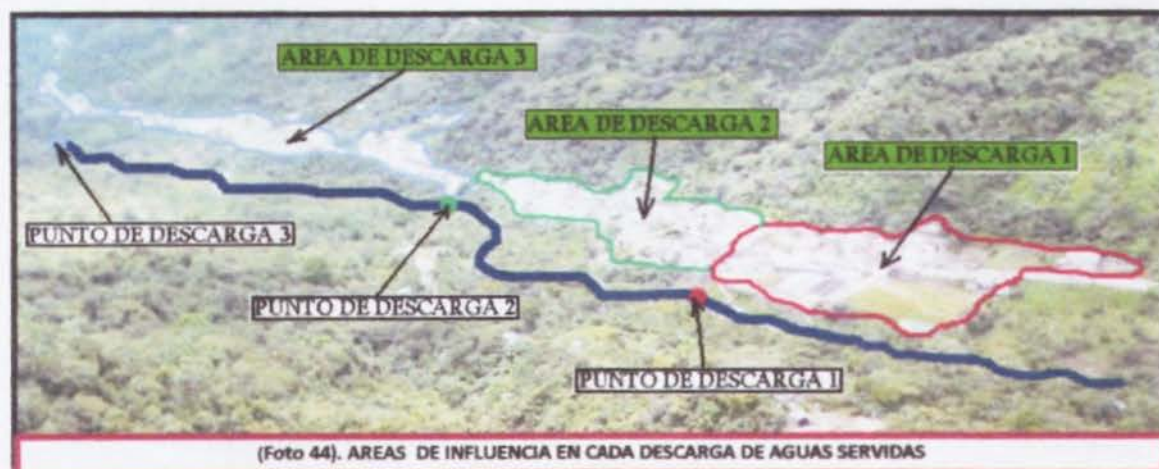 AREA DE DESCARGA 3
AREA DE DESCARGA 2
AREA DE DESCARGA 1
PUNTO DE DESCARGA 3
PUNTO DE DESCARGA 2
PUNTO DE DESCARGA 1
(Foto 44). AREAS DE INFLUENCIA EN CADA DESCARGA DE AGUAS SERVIDAS